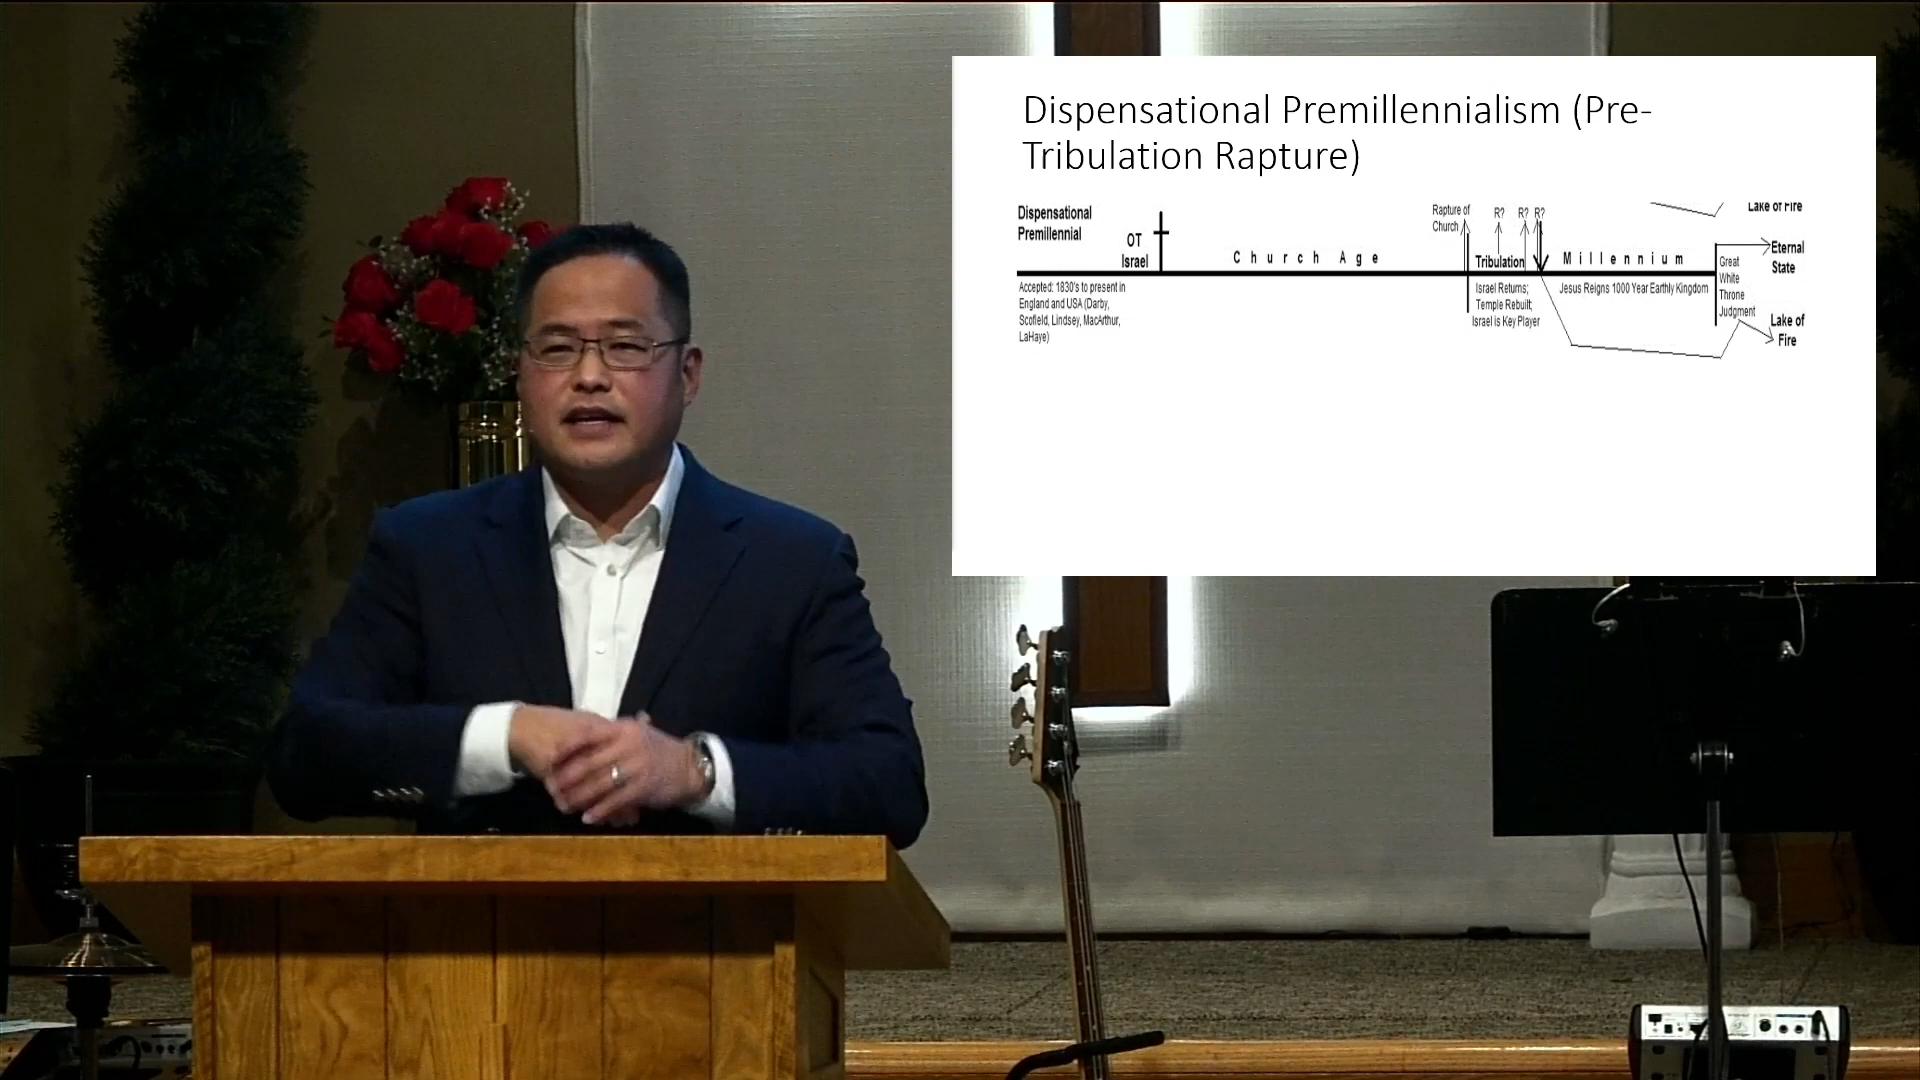 Dispensational Premillennialism (Pre-
Tribulation Rapture)
Dispensational
Premillennial
OT
Israel
Church Age
Rapture of
Church
R? R? R?
Tribulation
Millennium
Lake of Fire
Eternal
State
Great
White
Throne
Judgment
Lake of
Fire
Accepted: 1830's to present in
England and USA (Darby,
Scofield, Lindsey, MacArthur,
LaHaye)
Israel Returns;
Temple Rebuilt;
Israel is Key Player
Jesus Reigns 1000 Year Earthly Kingdom